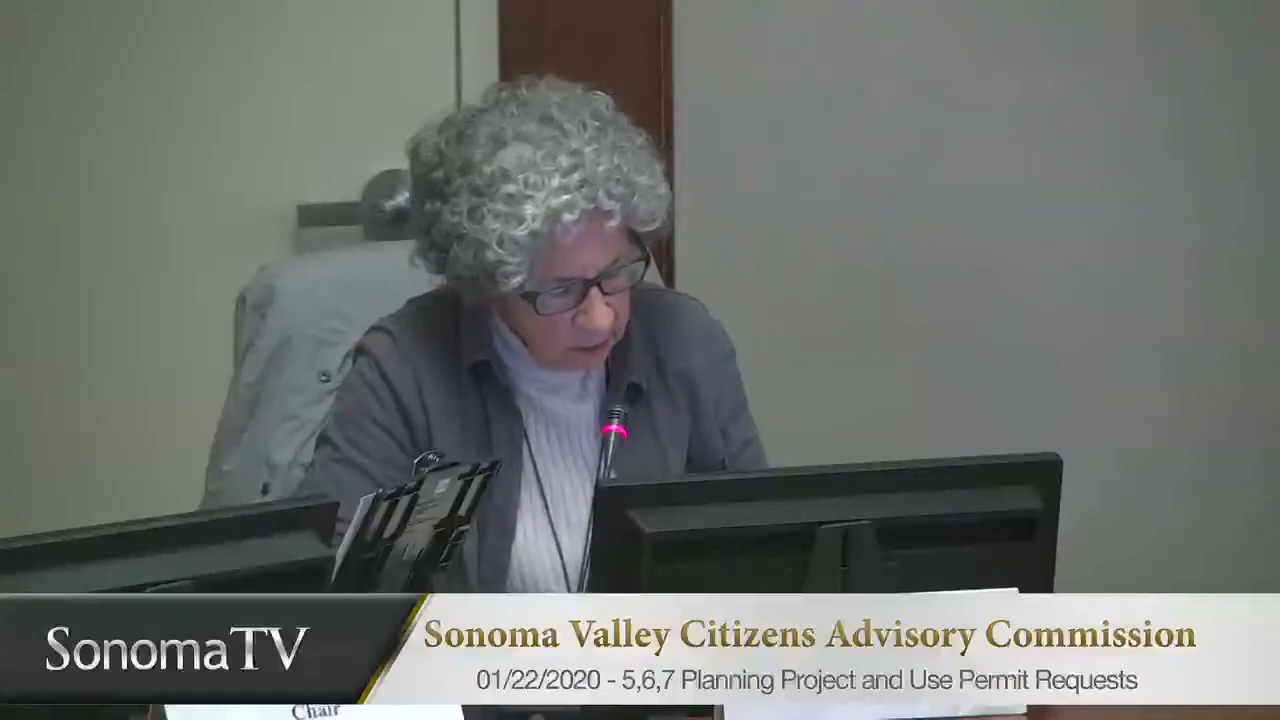 SonomaTV
Sonoma Valley Citizens Advisory Commission
01/22/2020 - 5,6,7 Planning Project and Use Permit Requests
Chair